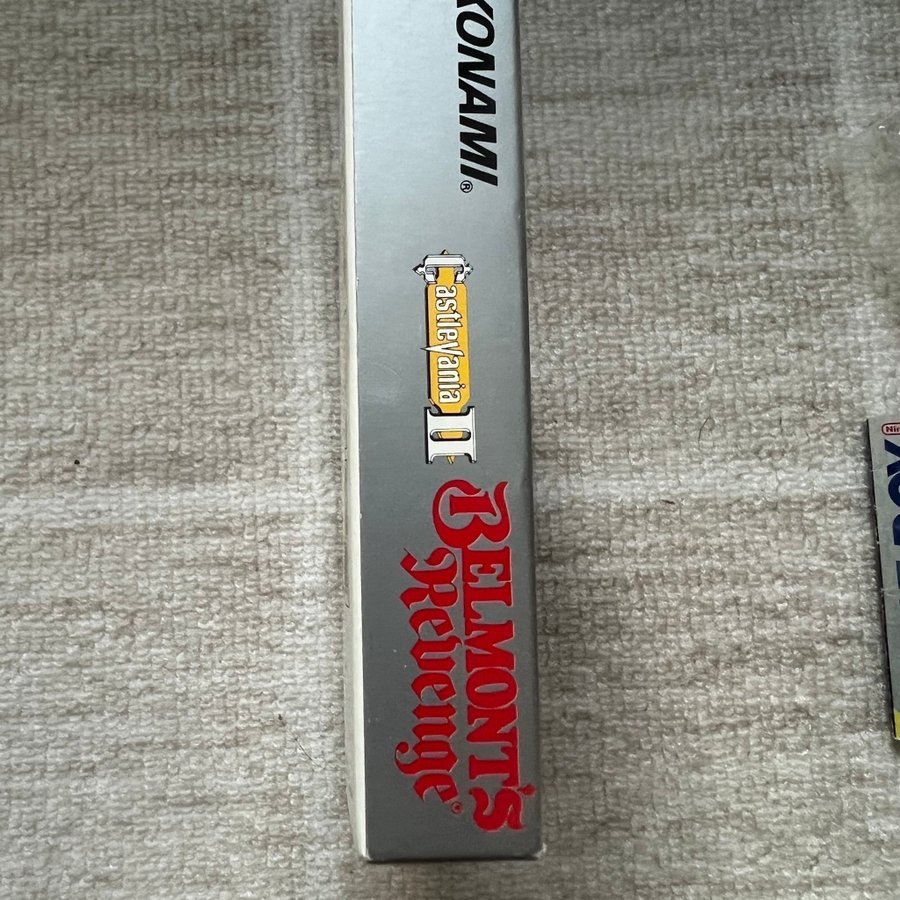 KONAMI®
Castlevania II
BELMONT'S
Revenge